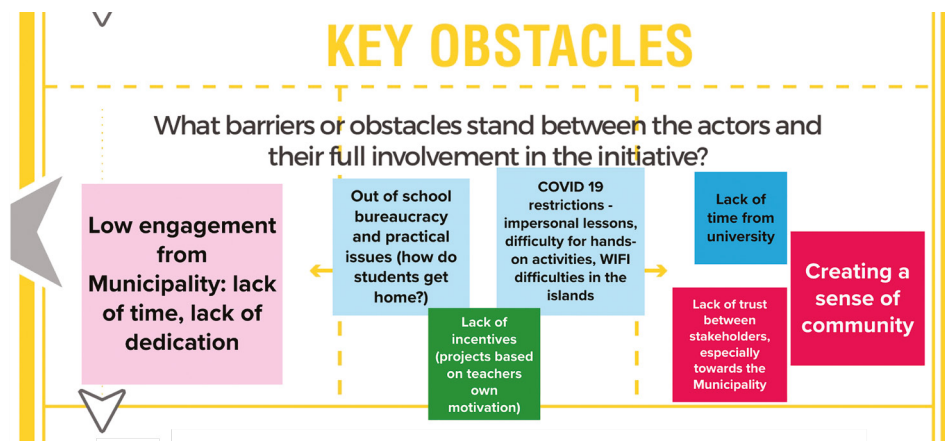 KEY OBSTACLES
What barriers or obstacles stand between the actors and
their full involvement in the initiative?
Low engagement
from
Municipality: lack
of time, lack of
dedication
Out of school
bureaucracy
and practical
issues (how do
students get
home?)
COVID 19
restrictions -
impersonal lessons,
difficulty for hands-
on activities, WIFI
difficulties in the
islands
Lack of
incentives
(projects based
on teachers
own
motivation)
Lack of
time from
university
Lack of trust
between
stakeholders,
especially
towards the
Municipality
Creating a
sense of
community